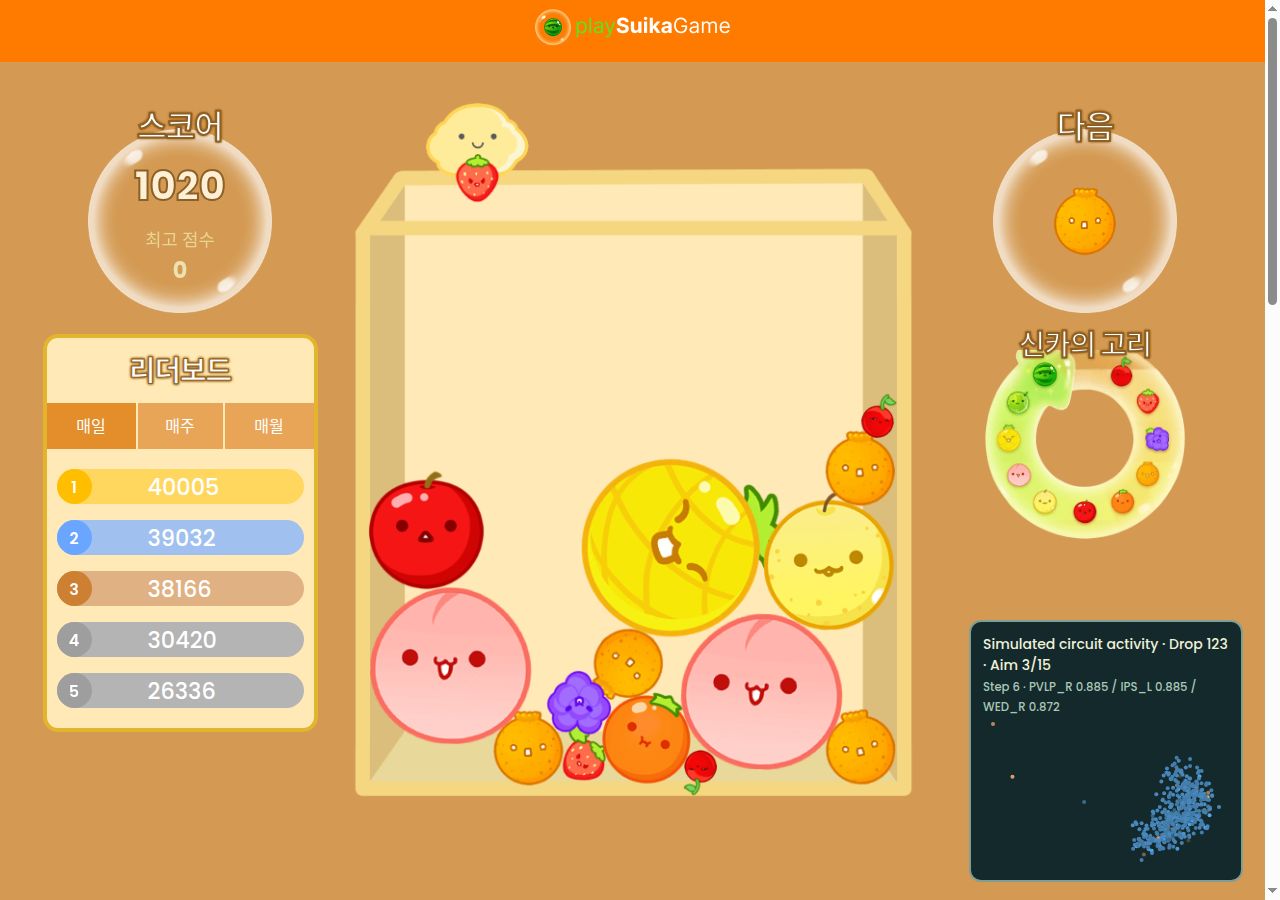 playSuikaGame
스코어
1020
최고 점수
0
다음
신카의 고리
리더보드
매일 매주 매월
1 40005
2 39032
3 38166
4 30420
5 26336
Simulated circuit activity · Drop 123
· Aim 3/15
Step 6 · PVLP_R 0.885 / IPS_L 0.885 /
WED_R 0.872